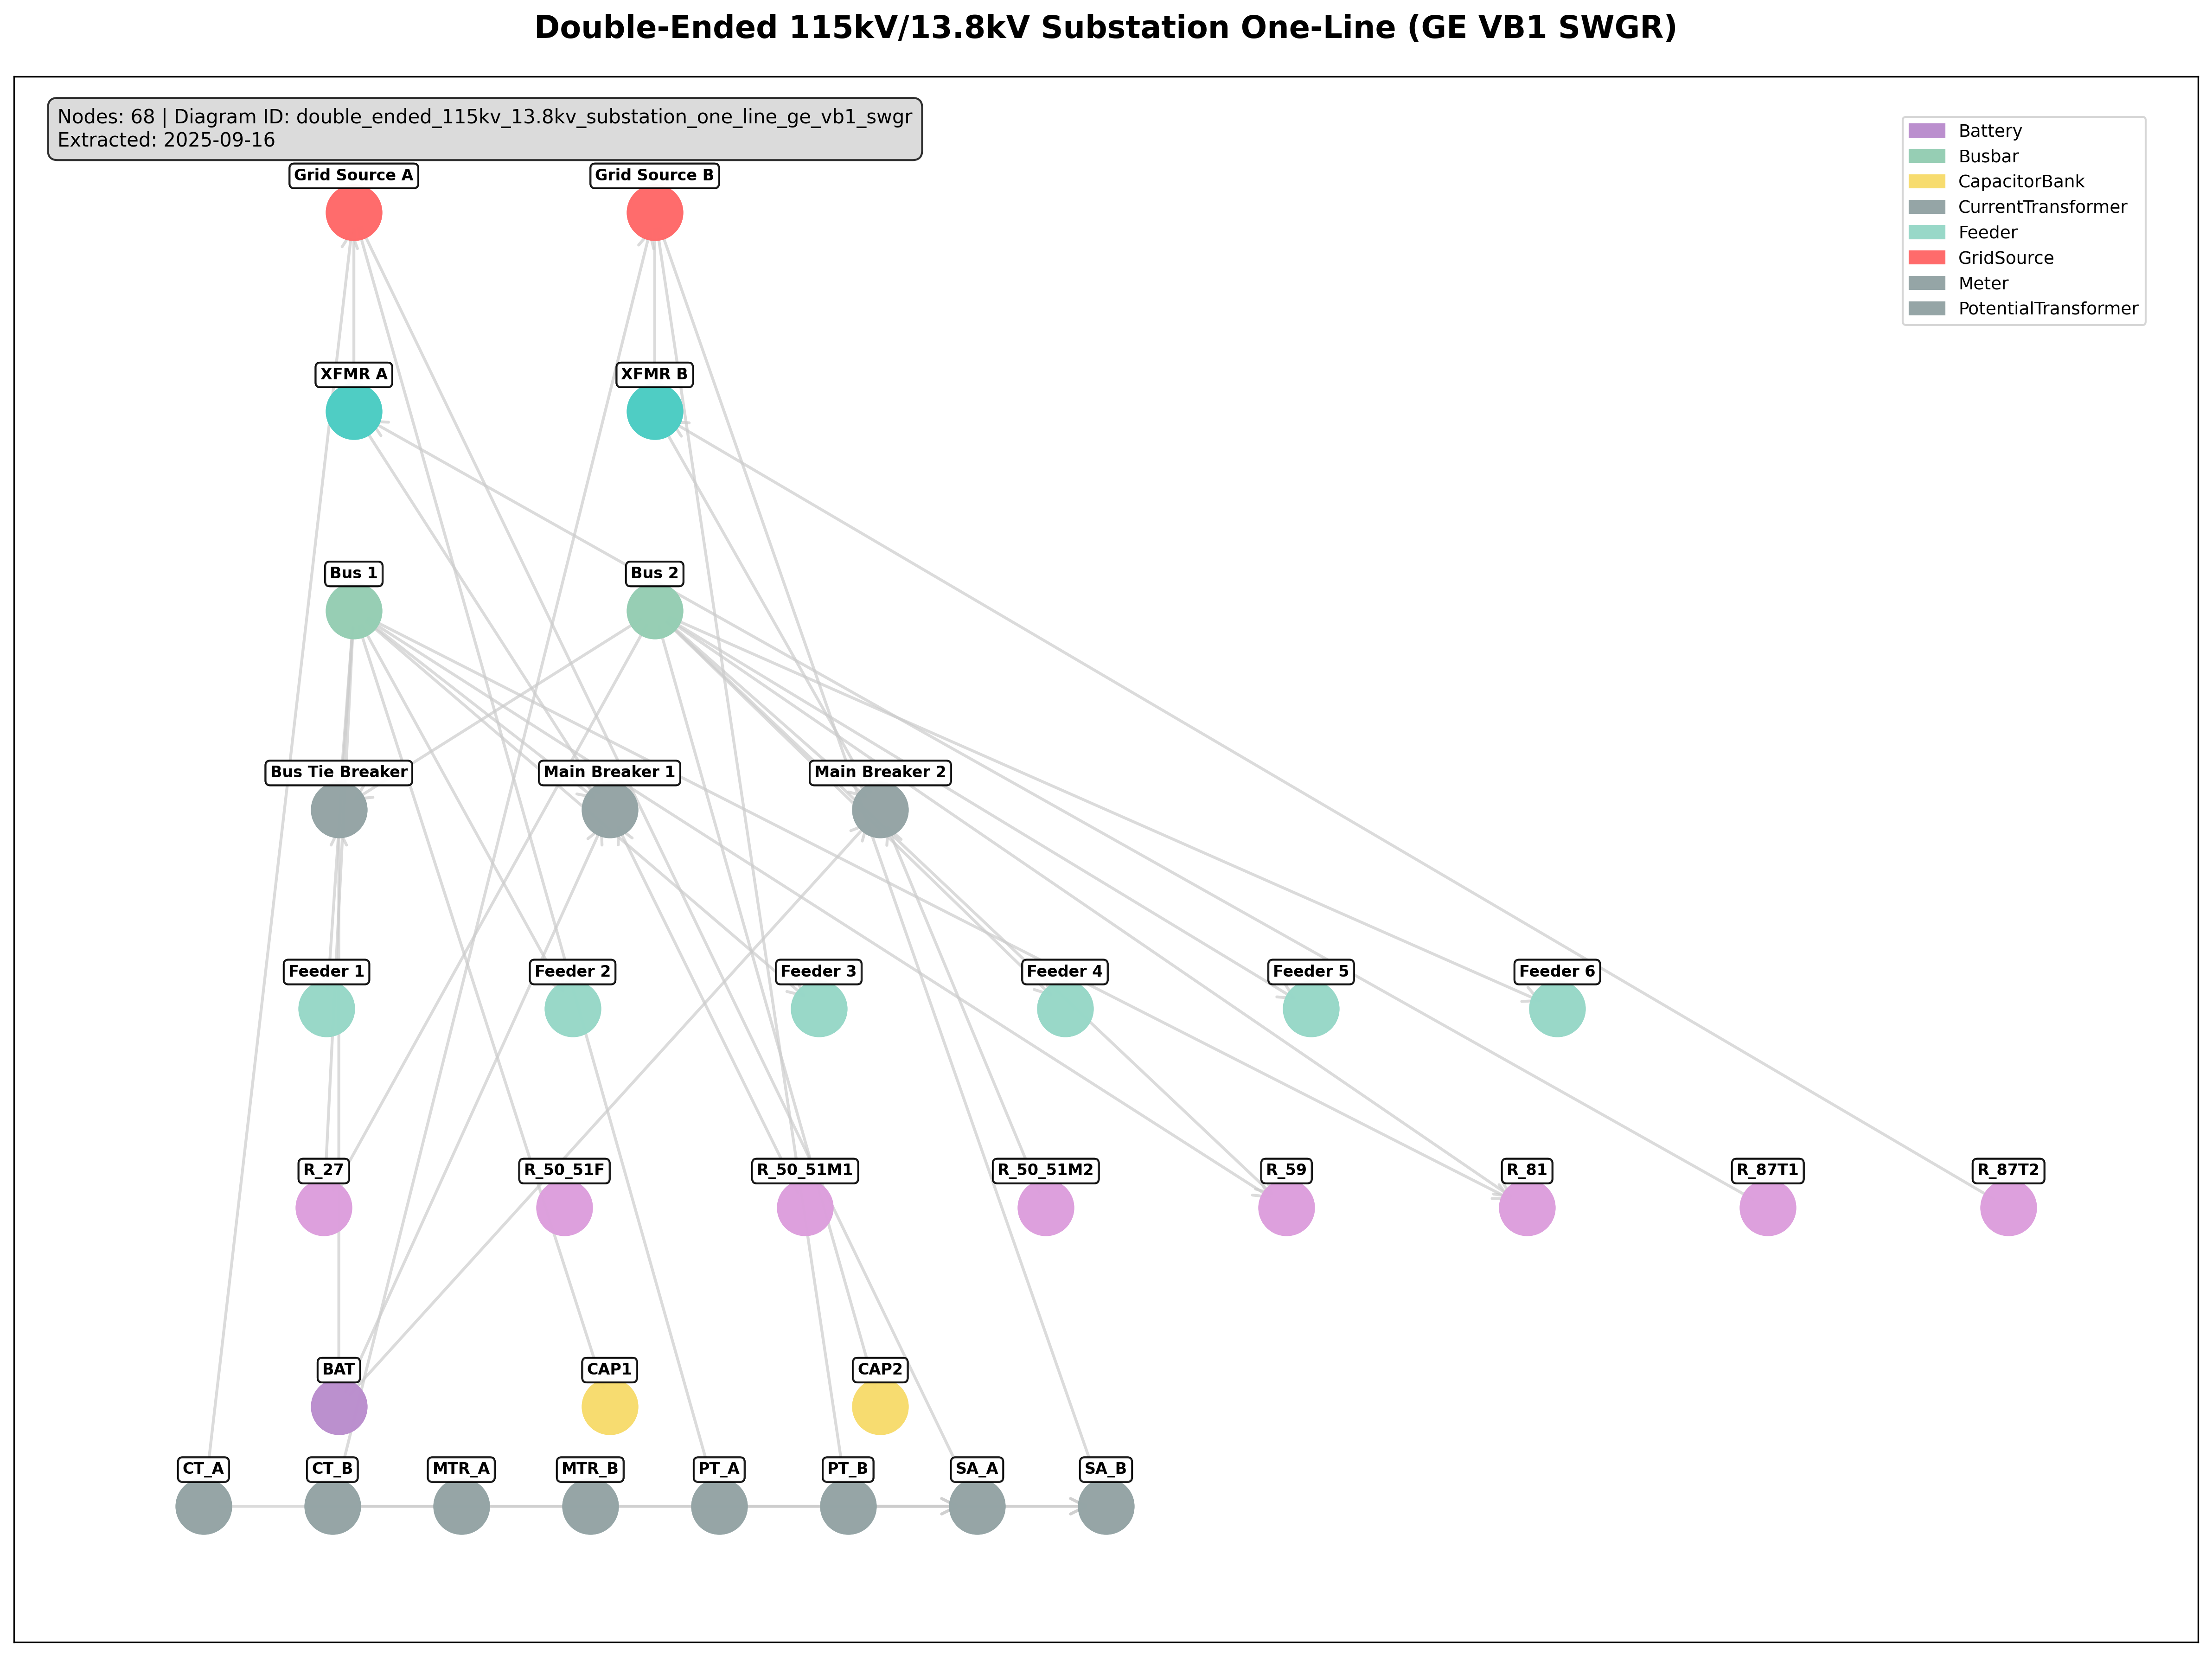 Double-Ended 115kV/13.8kV Substation One-Line (GE VB1 SWGR)
Nodes: 68 | Diagram ID: double_ended_115kv_13.8kv_substation_one_line_ge_vb1_swgr
Extracted: 2025-09-16
Battery
Busbar
CapacitorBank
CurrentTransformer
Feeder
GridSource
Meter
PotentialTransformer
Grid Source A
Grid Source B
XFMR A
XFMR B
Bus 1
Bus 2
Bus Tie Breaker
Main Breaker 1
Main Breaker 2
Feeder 1
Feeder 2
Feeder 3
Feeder 4
Feeder 5
Feeder 6
R_27
R_50_51F
R_50_51M1
R_50_51M2
R_59
R_81
R_87T1
R_87T2
BAT
CAP1
CAP2
CT_A
CT_B
MTR_A
MTR_B
PT_A
PT_B
SA_A
SA_B